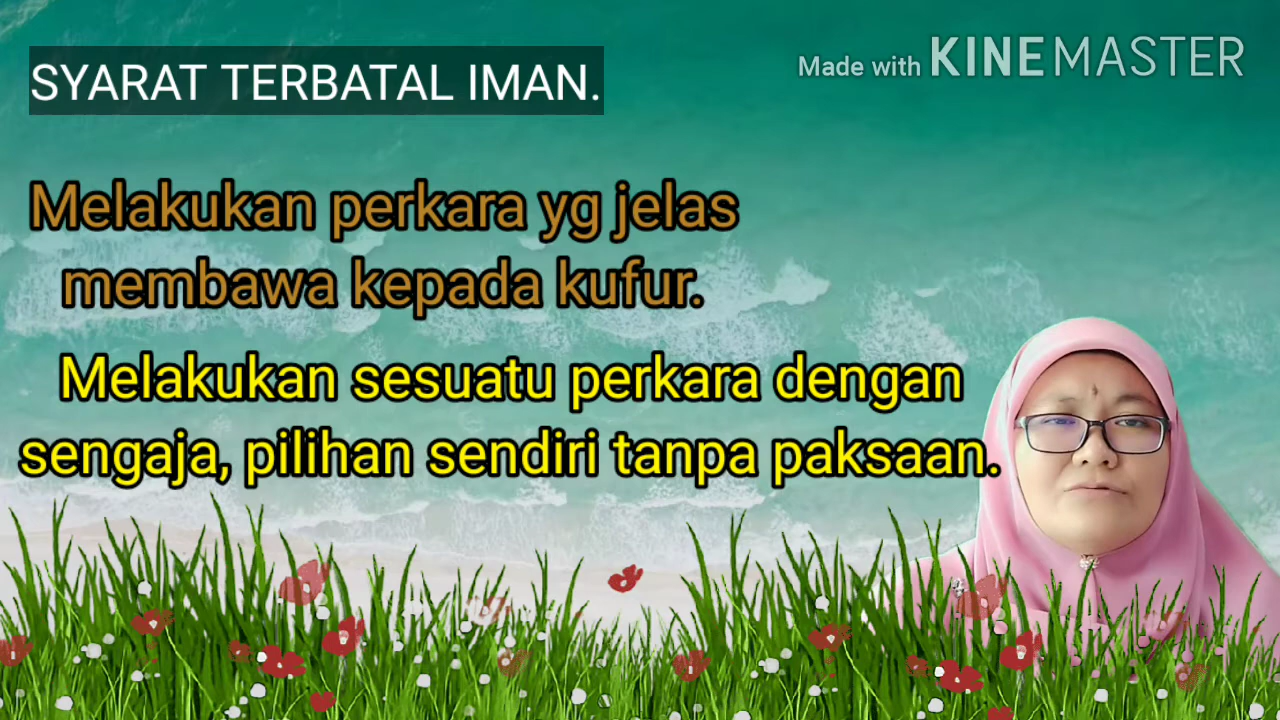 SYARAT TERBATAL IMAN.
Made with KINEMASTER
Melakukan perkara yg jelas
membawa kepada kufur.
Melakukan sesuatu perkara dengan
sengaja, pilihan sendiri tanpa paksaan.